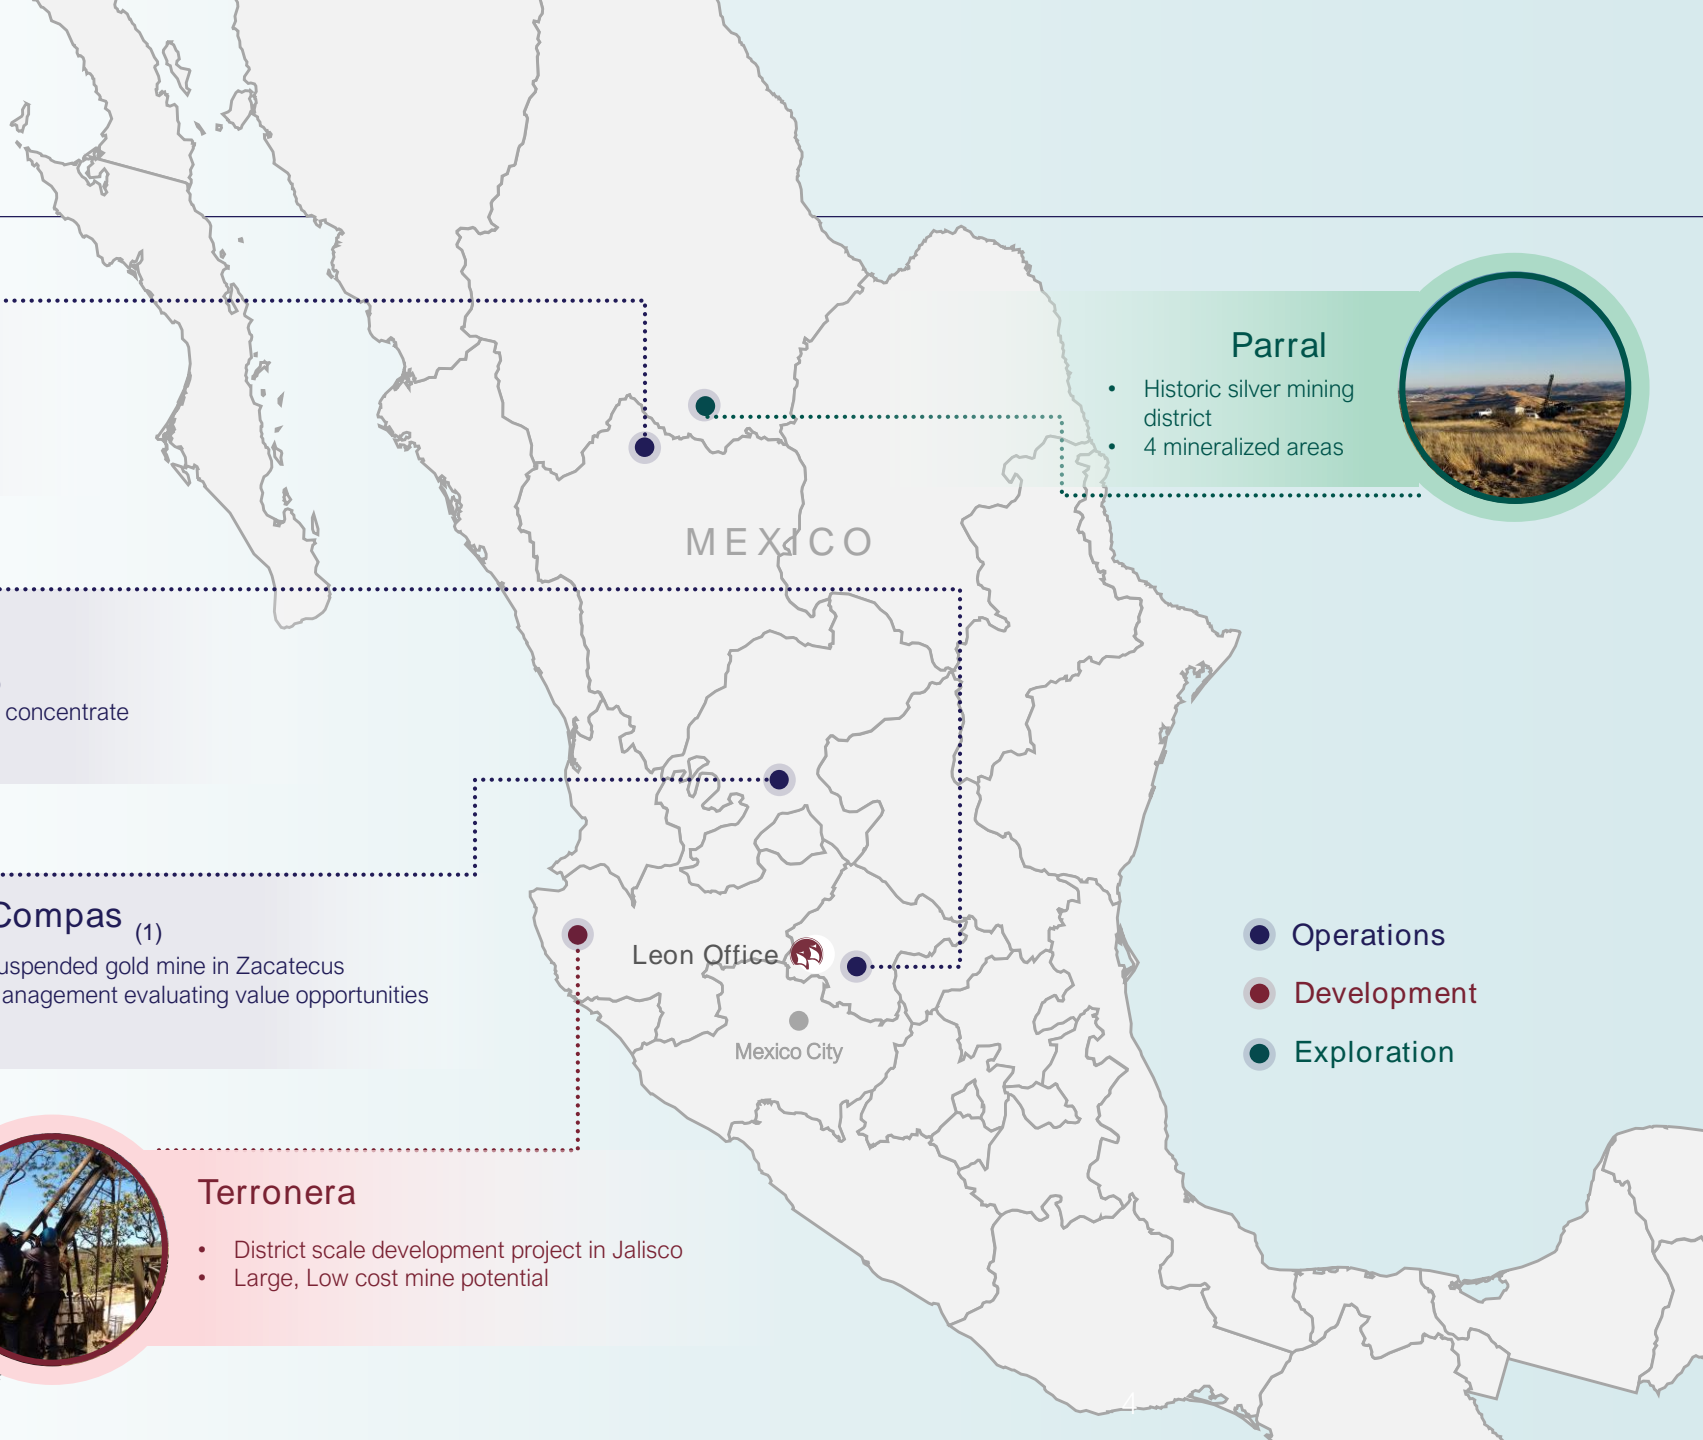 Parral
• Historic silver mining
district
• 4 mineralized areas
MEXICO
concentrate
Compas (1)
uspended gold mine in Zacatecus
anagement evaluating value opportunities
Leon Office
Mexico City
Operations
Development
Exploration
Terronera
• District scale development project in Jalisco
• Large, Low cost mine potential
4